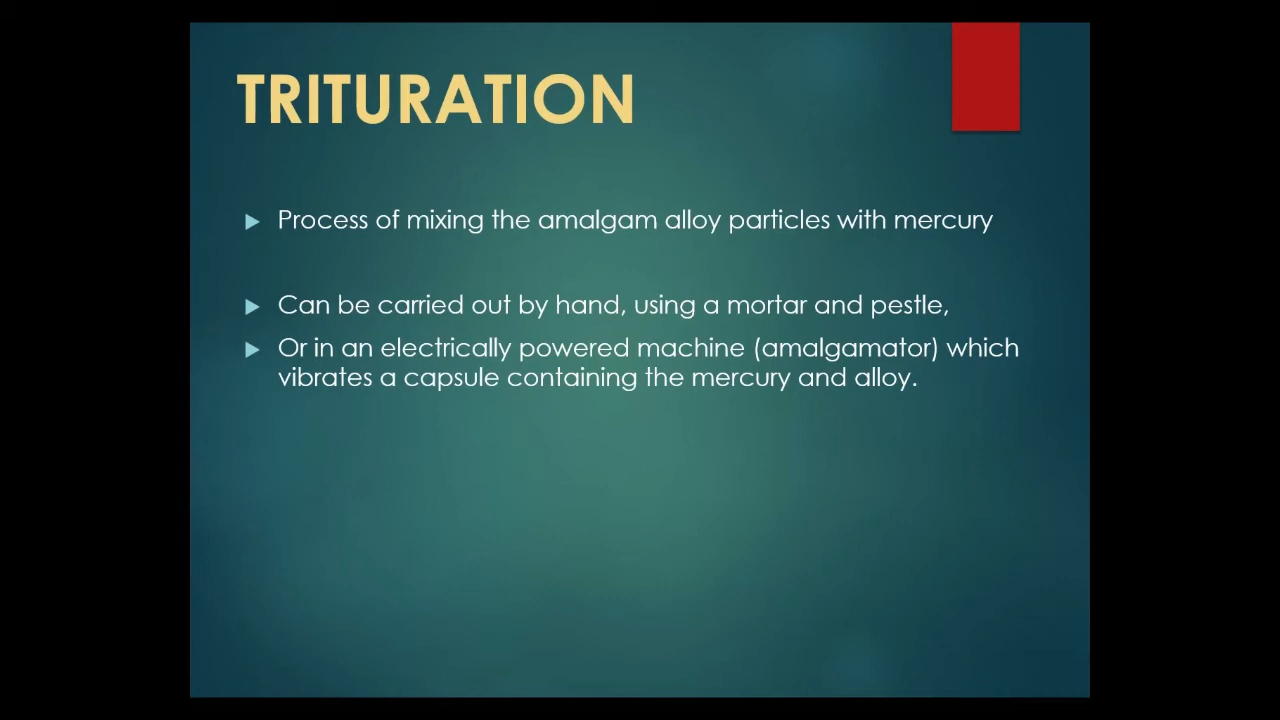 TRITURATION
Process of mixing the amalgam alloy particles with mercury
Can be carried out by hand, using a mortar and pestle,
Or in an electrically powered machine (amalgamator) which
vibrates a capsule containing the mercury and alloy.